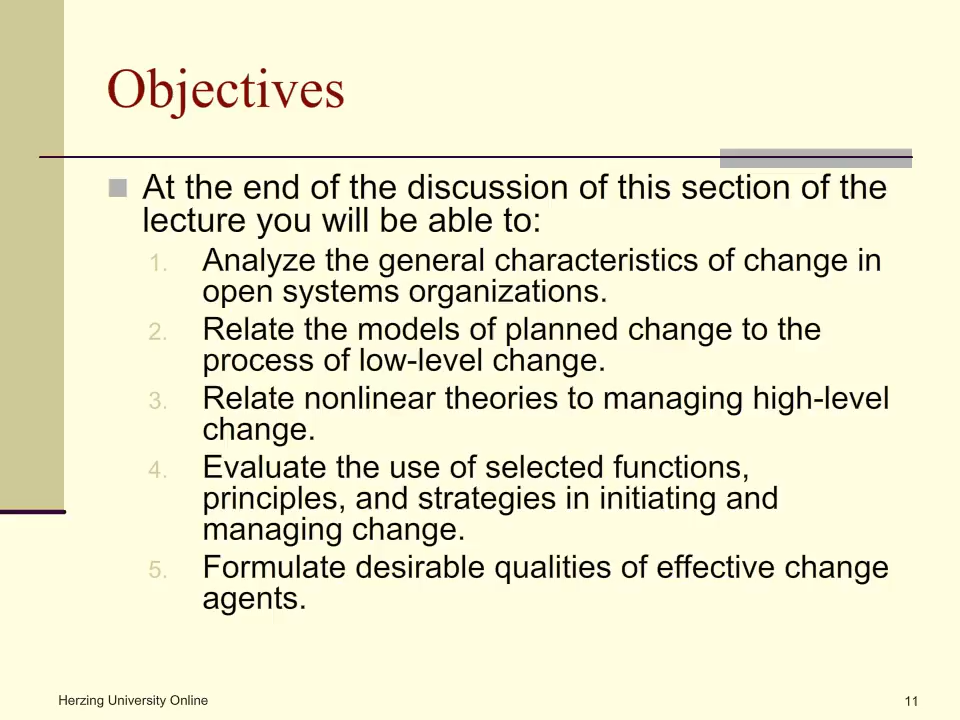 Objectives
At the end of the discussion of this section of the
lecture you will be able to:
1. Analyze the general characteristics of change in
open systems organizations.
2. Relate the models of planned change to the
process of low-level change.
3. Relate nonlinear theories to managing high-level
change.
4. Evaluate the use of selected functions,
principles, and strategies in initiating and
managing change.
5. Formulate desirable qualities of effective change
agents.
Herzing University Online
11